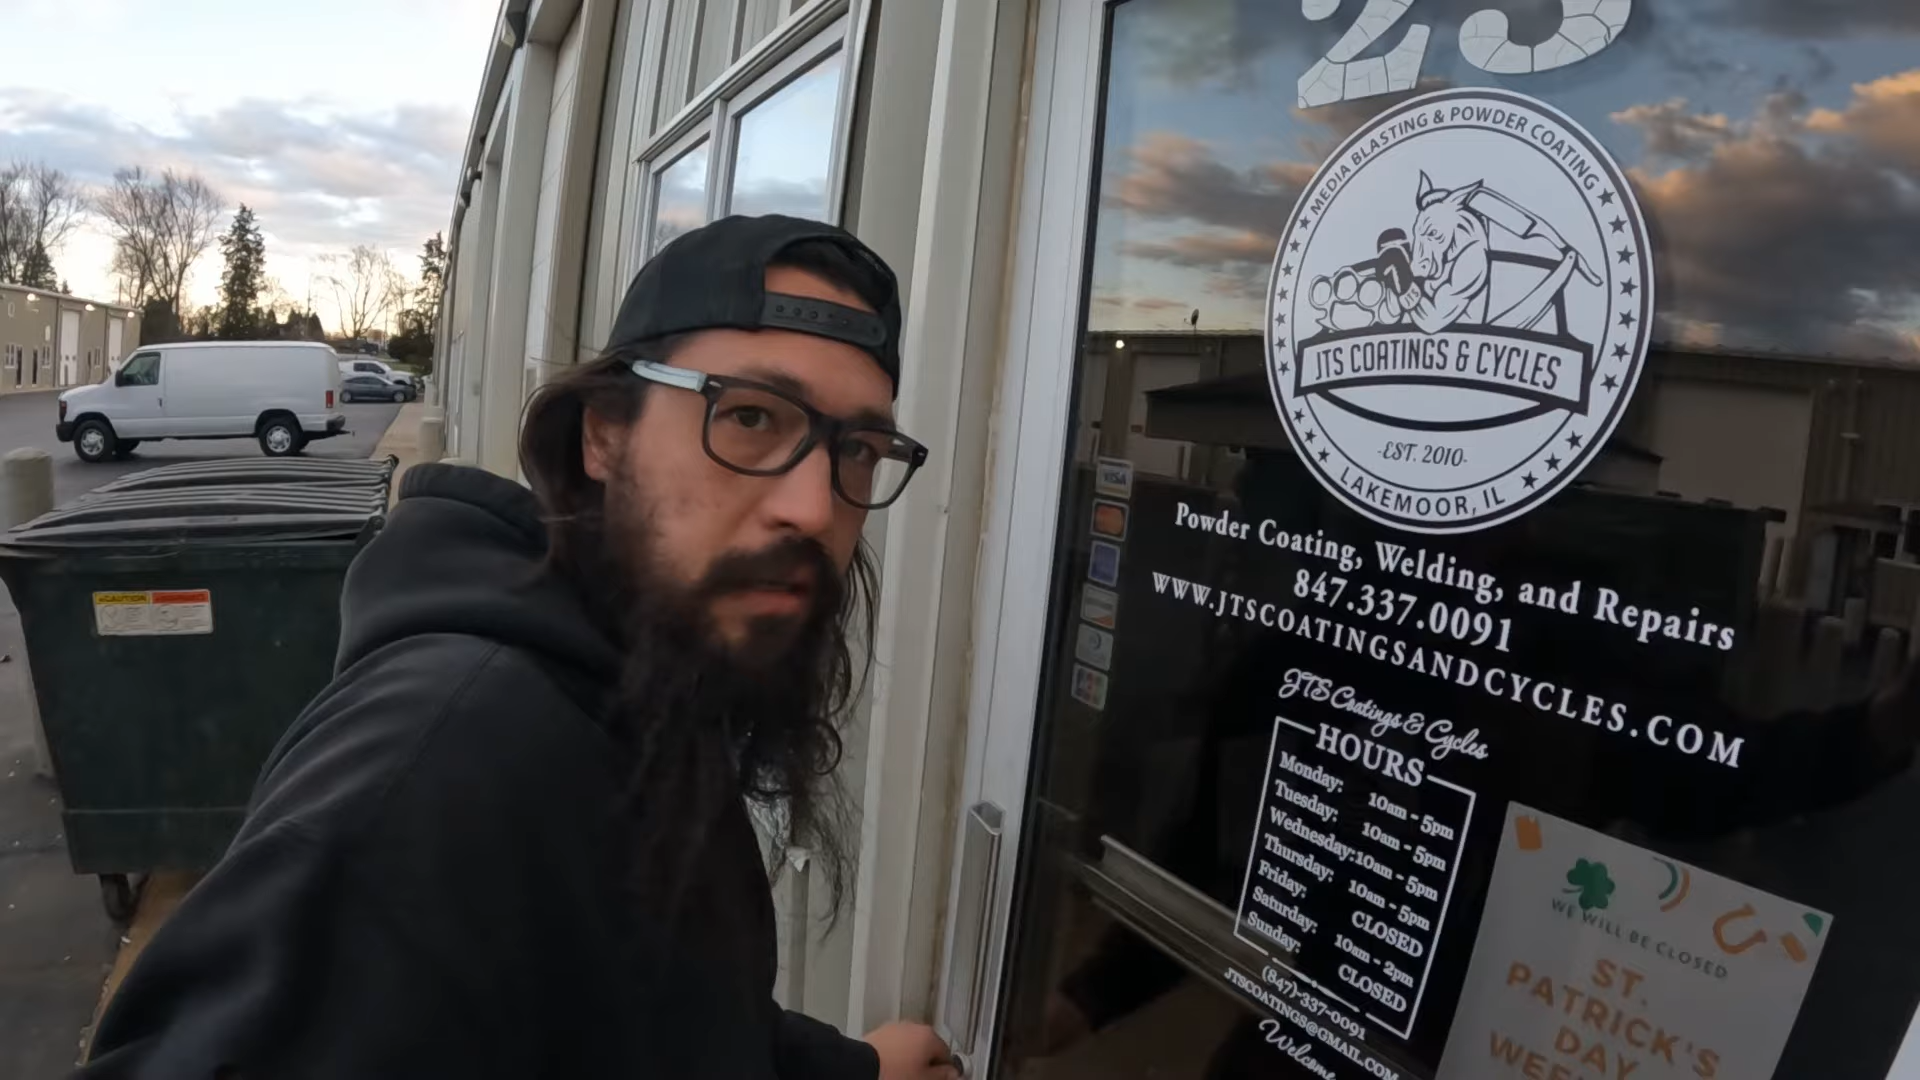 23
MEDIA BLASTING & POWDER COATING
JTS COATINGS & CYCLES
-EST. 2010-
LAKEMOOR, IL
Powder Coating, Welding, and Repairs
847.337.0091
WWW.JTSCOATINGSANDCYCLES.COM
JTS Coatings & Cycles
HOURS
Monday: 10am - 5pm
Tuesday: 10am - 5pm
Wednesday: 10am - 5pm
Thursday: 10am - 5pm
Friday: CLOSED
Saturday: 10am - 2pm
Sunday: CLOSED
(847)-337-0091
JTSCOATINGS@GMAIL.COM
Welcome
WE WILL BE CLOSED
ST.
PATRICK'S
DAY
VISA
CAUTION